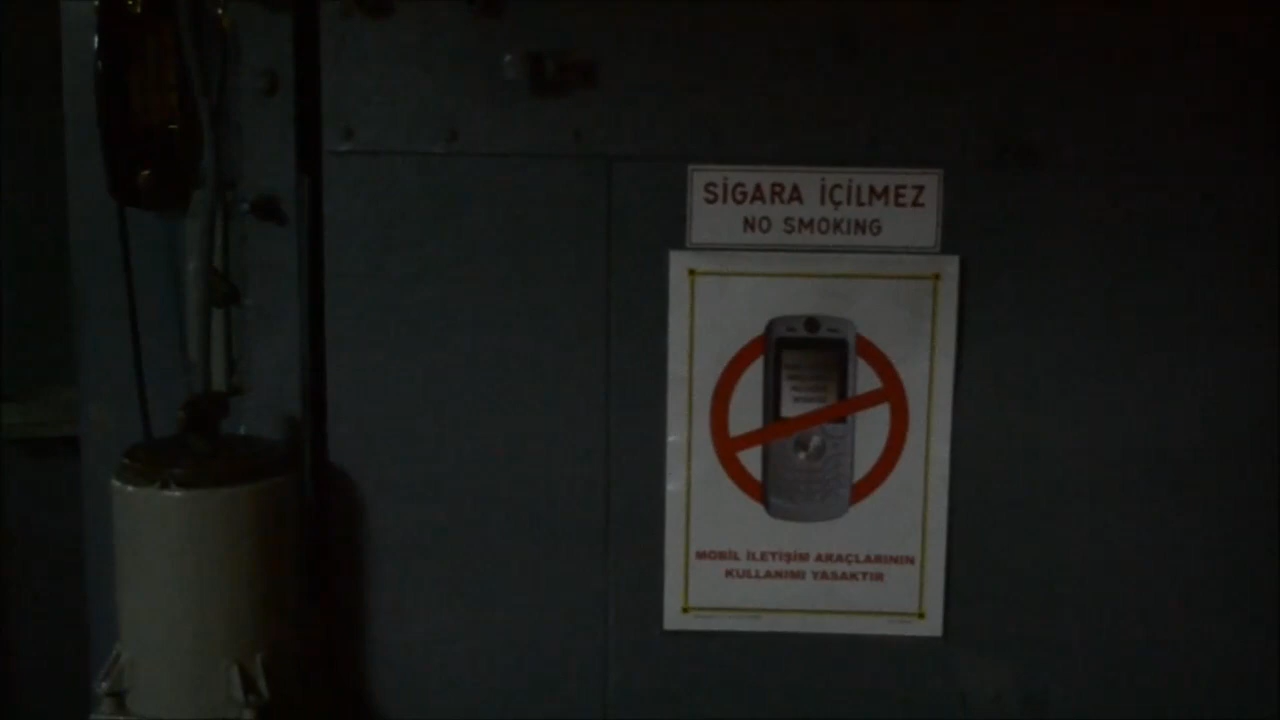 SİGARA İÇİLMEZ
NO SMOKING
MOBİL İLETİŞİM ARAÇLARININ
KULLANIMI YASAKTIR